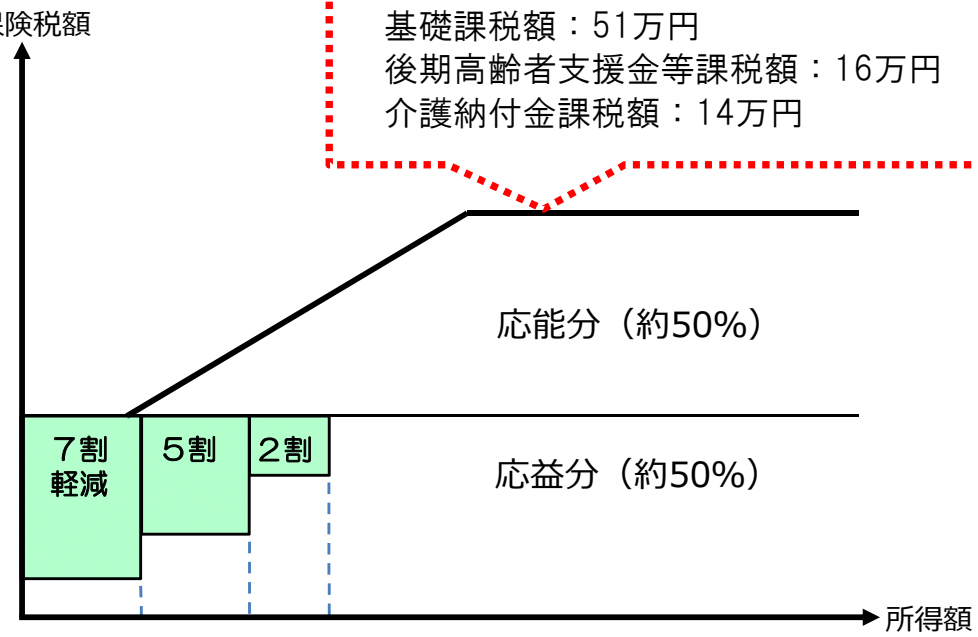 険税額
基礎課税額：51万円
後期高齢者支援金等課税額：16万円
介護納付金課税額：14万円
応能分（約50%）
７割
軽減
５割
２割
応益分（約50%）
所得額